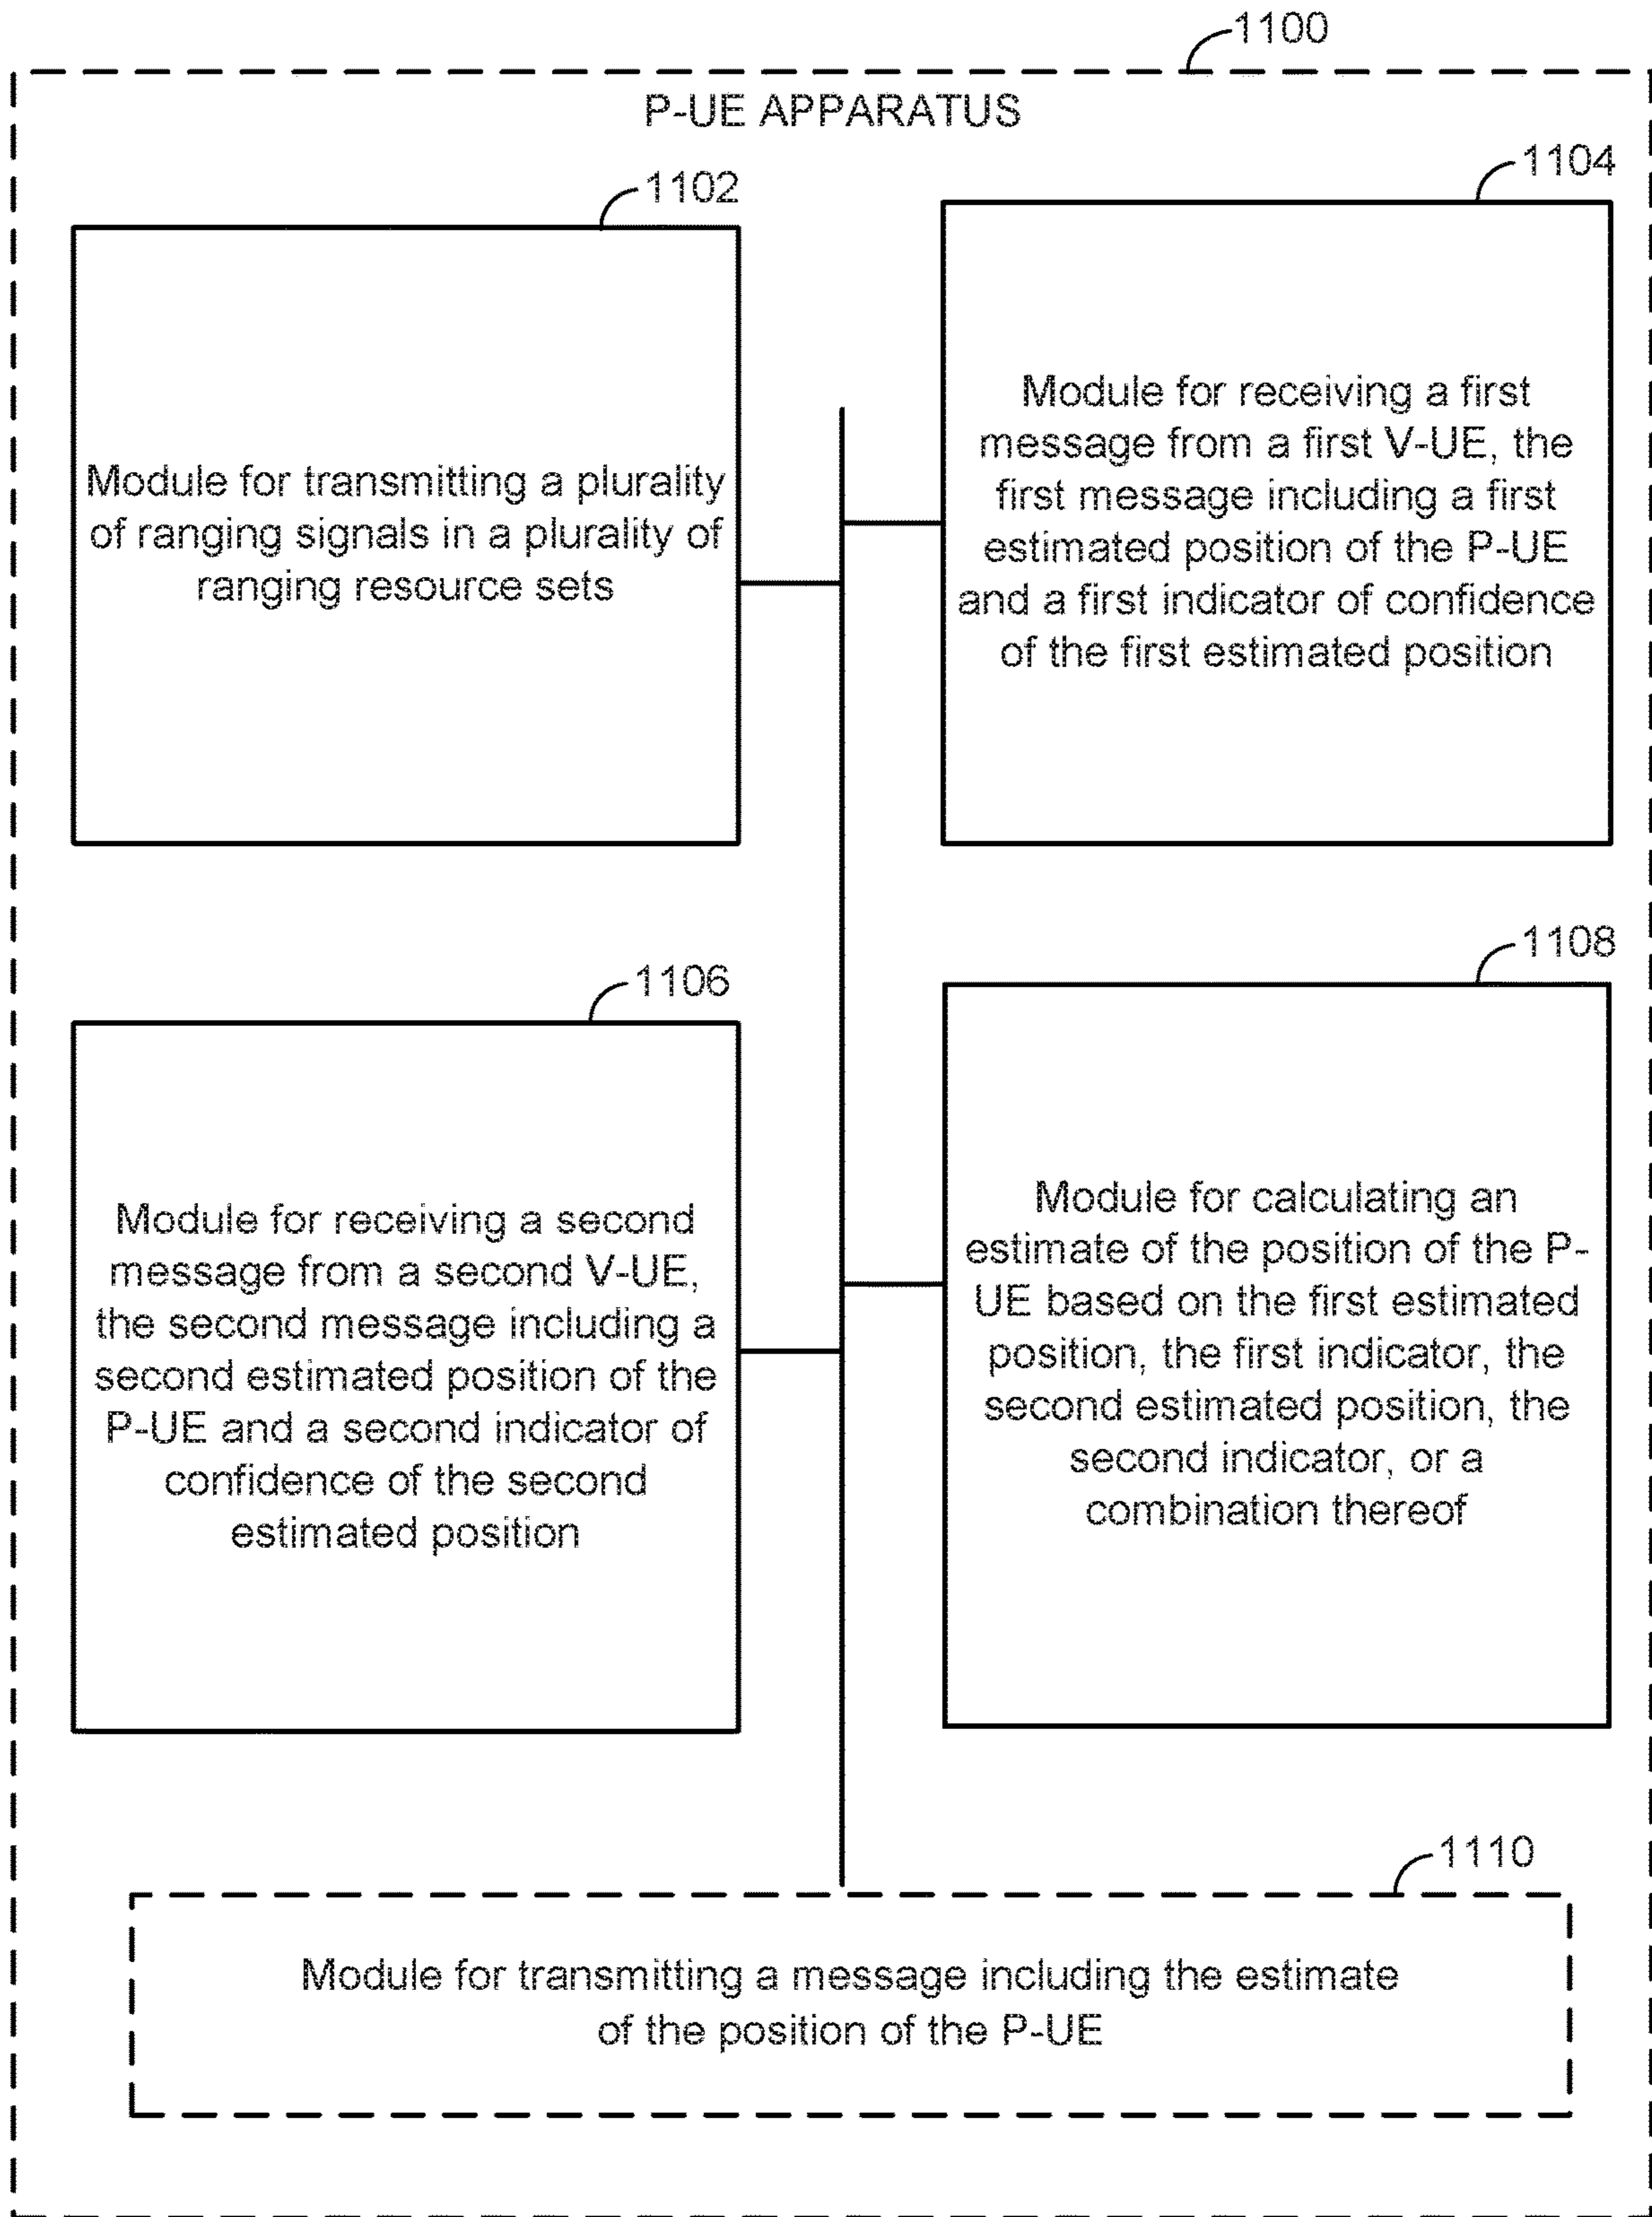 1100
P-UE APPARATUS
1102
Module for transmitting a plurality
of ranging signals in a plurality of
ranging resource sets
1104
Module for receiving a first
message from a first V-UE, the
first message including a first
estimated position of the P-UE
and a first indicator of confidence
of the first estimated position
1106
Module for receiving a second
message from a second V-UE,
the second message including a
second estimated position of the
P-UE and a second indicator of
confidence of the second
estimated position
1108
Module for calculating an
estimate of the position of the P-
UE based on the first estimated
position, the first indicator, the
second estimated position, the
second indicator, or a
combination thereof
1110
Module for transmitting a message including the estimate
of the position of the P-UE